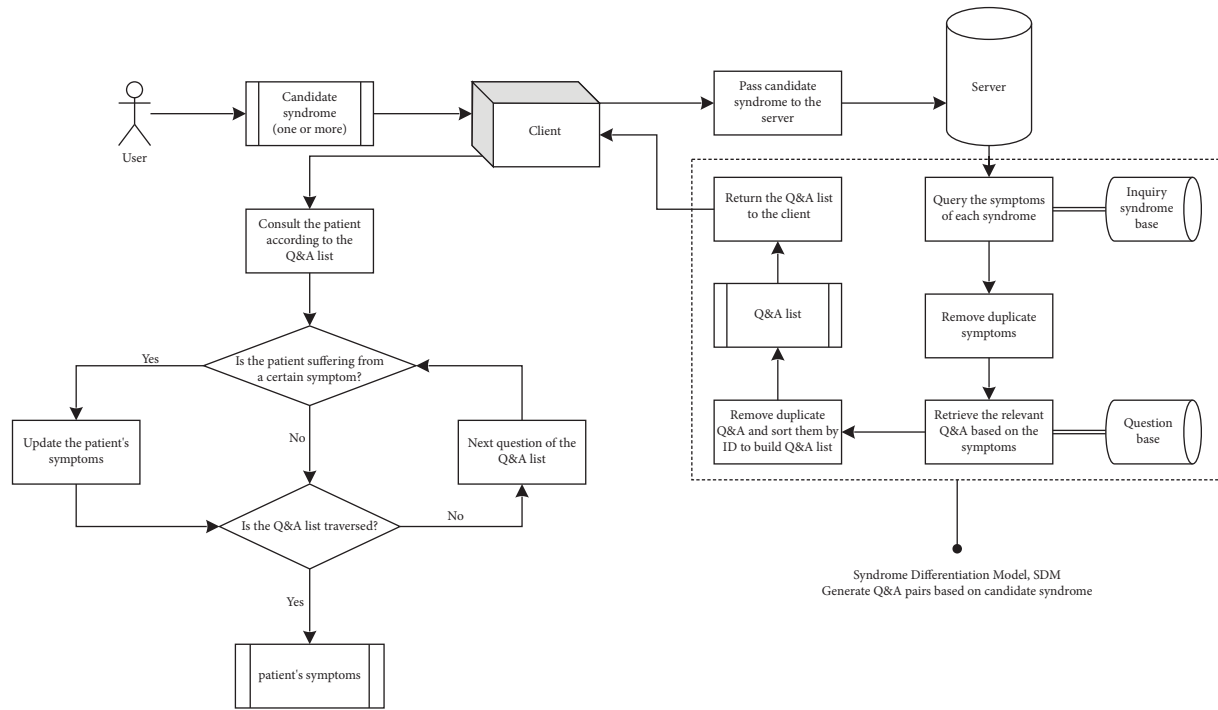 User
Candidate
syndrome
(one or more)
Client
Pass candidate
syndrome to the
server
Server
Consult the patient
according to the
Q&A list
Is the patient suffering from
a certain symptom?
Yes
No
Update the patient's
symptoms
Next question of the
Q&A list
Is the Q&A list traversed?
No
Yes
patient's symptoms
Return the Q&A list
to the client
Q&A list
Remove duplicate
Q&A and sort them by
ID to build Q&A list
Query the symptoms
of each syndrome
Inquiry
syndrome
base
Remove duplicate
symptoms
Retrieve the relevant
Q&A based on the
symptoms
Question
base
Syndrome Differentiation Model, SDM
Generate Q&A pairs based on candidate syndrome